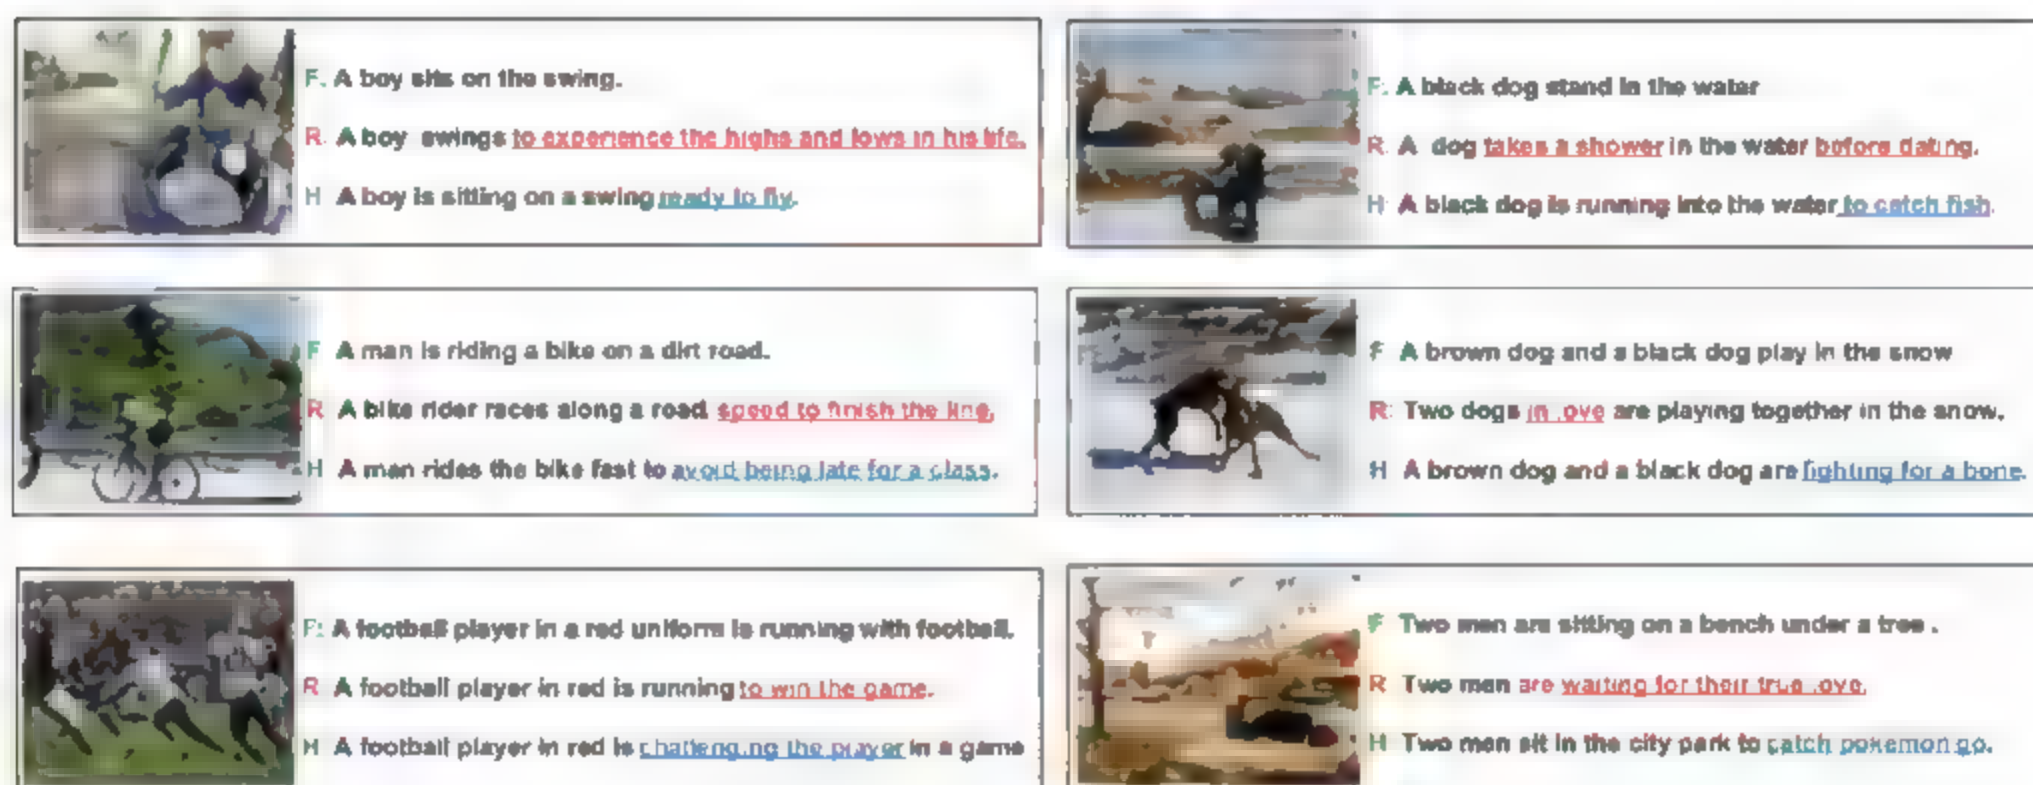 F: A boy sits on the swing.
R: A boy swings to experience the highs and lows in his life.
H: A boy is sitting on a swing ready to fly.
F: A black dog stand in the water
R: A dog takes a shower in the water before dating.
H: A black dog is running into the water to catch fish.
F: A man is riding a bike on a dirt road.
R: A bike rider races along a road, speed to finish the line.
H: A man rides the bike fast to avoid being late for a class.
F: A brown dog and a black dog play in the snow
R: Two dogs in love are playing together in the snow.
H: A brown dog and a black dog are fighting for a bone.
F: A football player in a red uniform is running with football.
R: A football player in red is running to win the game.
H: A football player in red is challenging the player in a game
F: Two men are sitting on a bench under a tree .
R: Two men are waiting for their true love.
H: Two men sit in the city park to catch pokemon go.